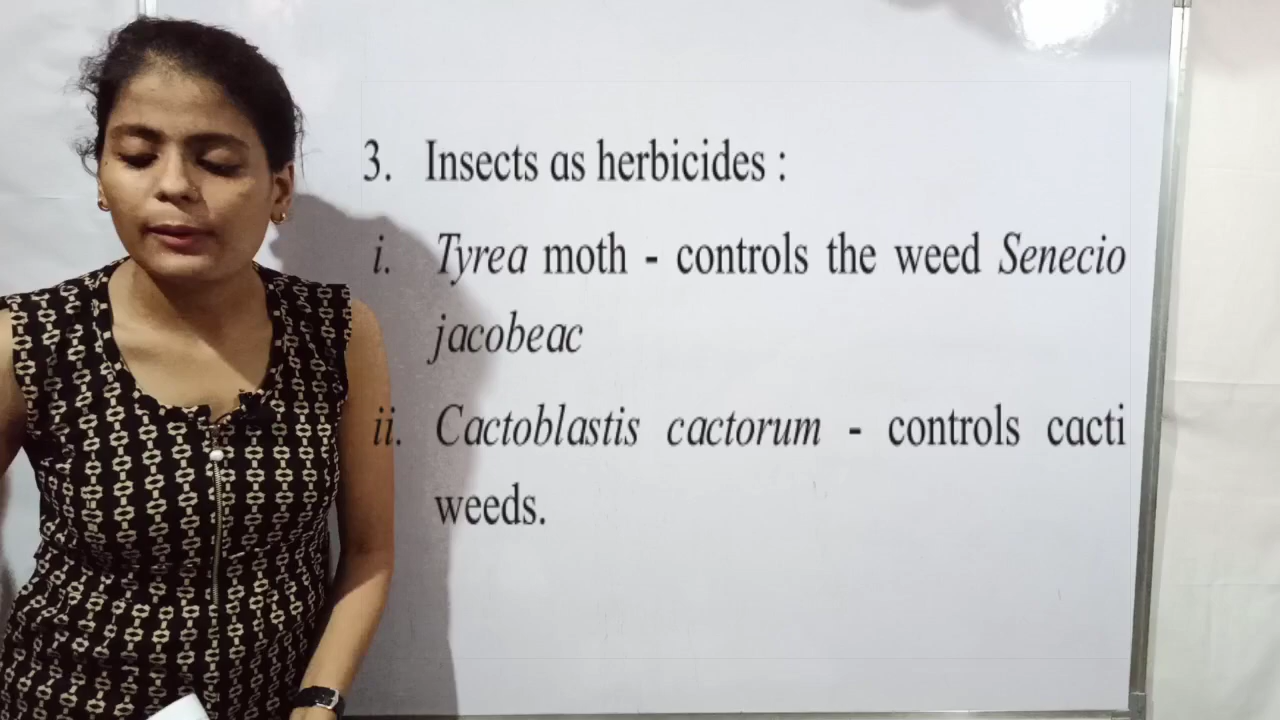 3. Insects as herbicides :
i. Tyrea moth - controls the weed Senecio
jacobeac
ii. Cactoblastis cactorum - controls cacti
weeds.